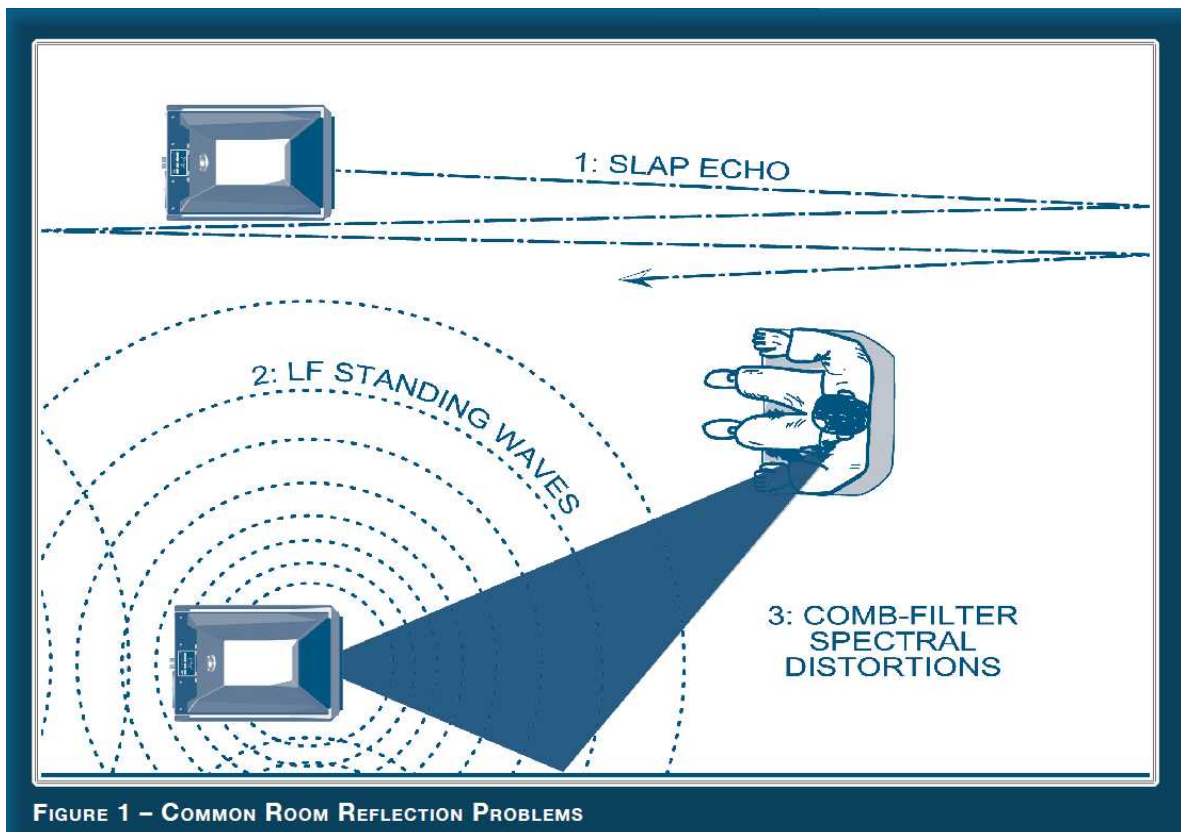 1: SLAP ECHO
2: LF STANDING WAVES
3: COMB-FILTER
SPECTRAL
DISTORTIONS
FIGURE 1 – COMMON ROOM REFLECTION PROBLEMS